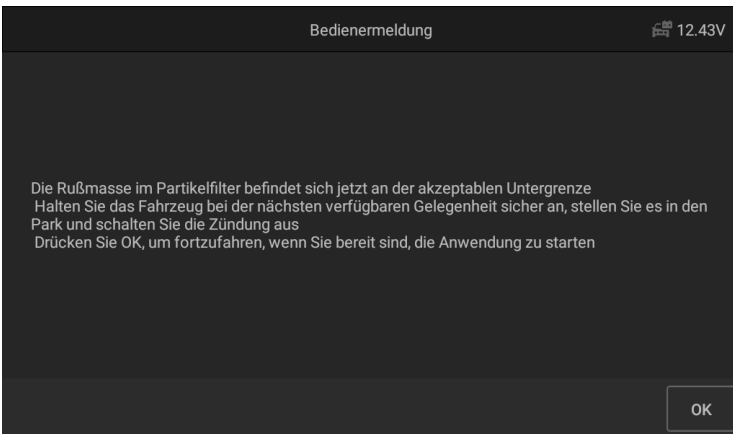 Bedienermeldung
12.43V
Die Rußmasse im Partikelfilter befindet sich jetzt an der akzeptablen Untergrenze
Halten Sie das Fahrzeug bei der nächsten verfügbaren Gelegenheit sicher an, stellen Sie es in den
Park und schalten Sie die Zündung aus
Drücken Sie OK, um fortzufahren, wenn Sie bereit sind, die Anwendung zu starten
OK